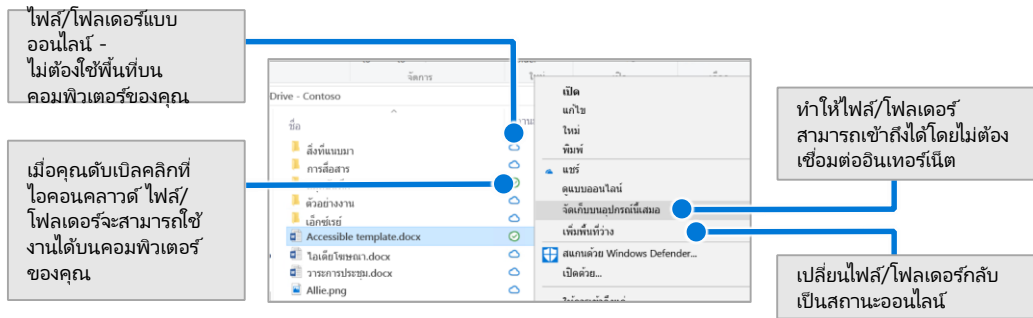 ไฟล์/โฟลเดอร์แบบ
ออนไลน์ -
ไม่ต้องใช้พื้นที่บน
คอมพิวเตอร์ของคุณ
เมื่อคุณดับเบิลคลิกที่
ไอคอนคลาวด์ ไฟล์/
โฟลเดอร์จะสามารถใช้
งานได้บนคอมพิวเตอร์
ของคุณ
จัดการ
Drive - Contoso
ชื่อ
สิ่งที่แนบมา
การสื่อสาร
ตัวอย่างงาน
เอ็กซ์เรย์
Accessible template.docx
ไอเดียโฆษณา.docx
วาระการประชุม.docx
Allie.png
เปิด
แก้ไข
ใหม่
พิมพ์
แชร์
ดูแบบออนไลน์
จัดเก็บบนอุปกรณ์นี้เสมอ
เพิ่มพื้นที่ว่าง
สแกนด้วย Windows Defender...
เปิดด้วย...
ทำให้ไฟล์/โฟลเดอร์
สามารถเข้าถึงได้โดยไม่ต้อง
เชื่อมต่ออินเทอร์เน็ต
เปลี่ยนไฟล์/โฟลเดอร์กลับ
เป็นสถานะออนไลน์